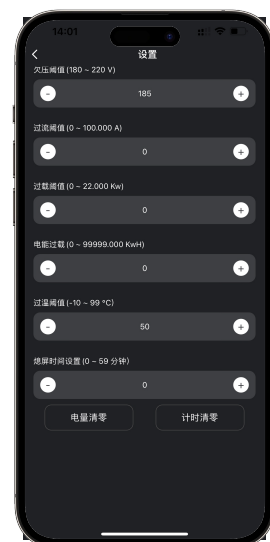 14:01
设置
欠压阈值(180 ~ 220 V)
-
185
+
过流阈值(0 ~ 100.000 A)
-
0
+
过载阈值(0 ~ 22.000 Kw)
-
0
+
电能过载(0 ~ 99999.000 KwH)
-
0
+
过温阈值(-10 ~ 99 °C)
-
50
+
熄屏时间设置(0 ~ 59 分钟)
-
0
+
电量清零
计时清零